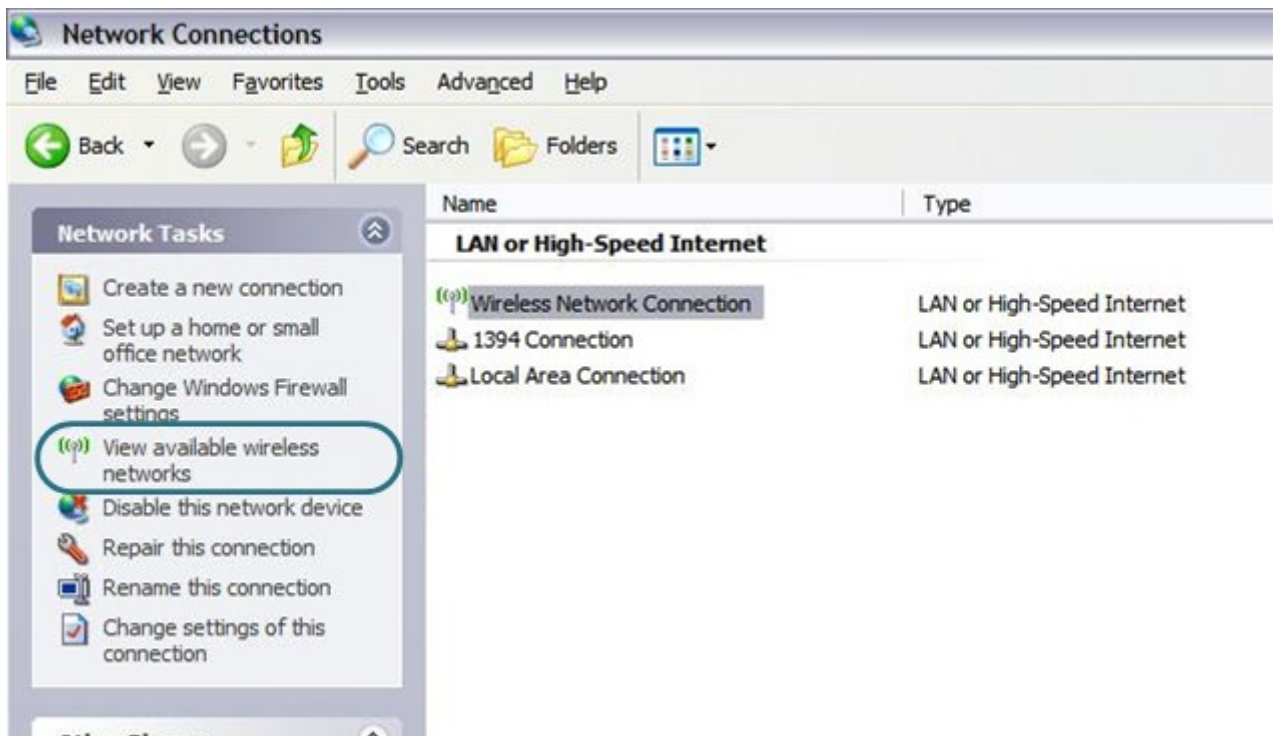 Network Connections
File Edit View Favorites Tools Advanced Help
Back Search Folders
Name Type
Network Tasks
LAN or High-Speed Internet
Create a new connection
Set up a home or small
office network
Change Windows Firewall
settings
View available wireless
networks
Disable this network device
Repair this connection
Rename this connection
Change settings of this
connection
Wireless Network Connection LAN or High-Speed Internet
1394 Connection LAN or High-Speed Internet
Local Area Connection LAN or High-Speed Internet